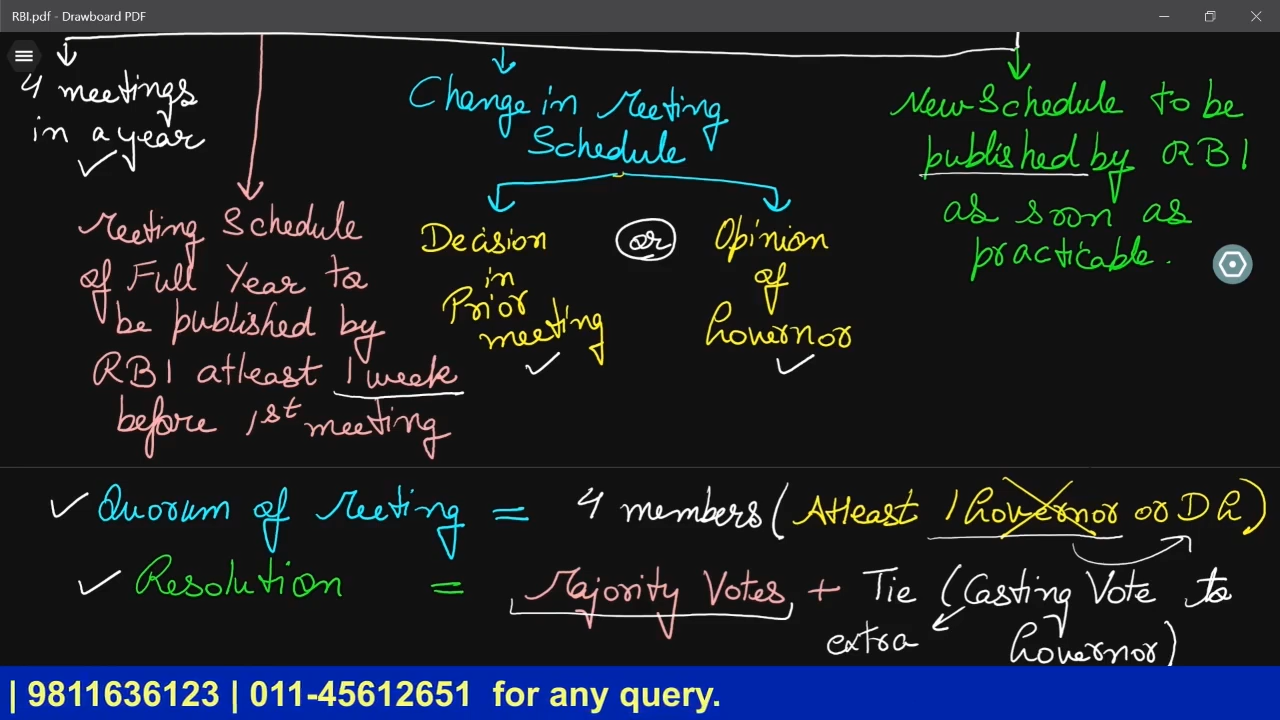 RBI.pdf - Drawboard PDF
4 meetings
in a year
Meeting Schedule
of Full Year to
be published by
RBI atleast 1 week
before 1st meeting
Change in Meeting
Schedule
Decision
in
Prior
meeting
or
Opinion
of
Governor
New Schedule to be
published by RBI
as soon as
practicable.
Quorum of Meeting = 4 members (Atleast 1 Governor or DG)
Resolution = Majority Votes + Tie (Casting Vote to
extra Governor)
| 9811636123 | 011-45612651 for any query.